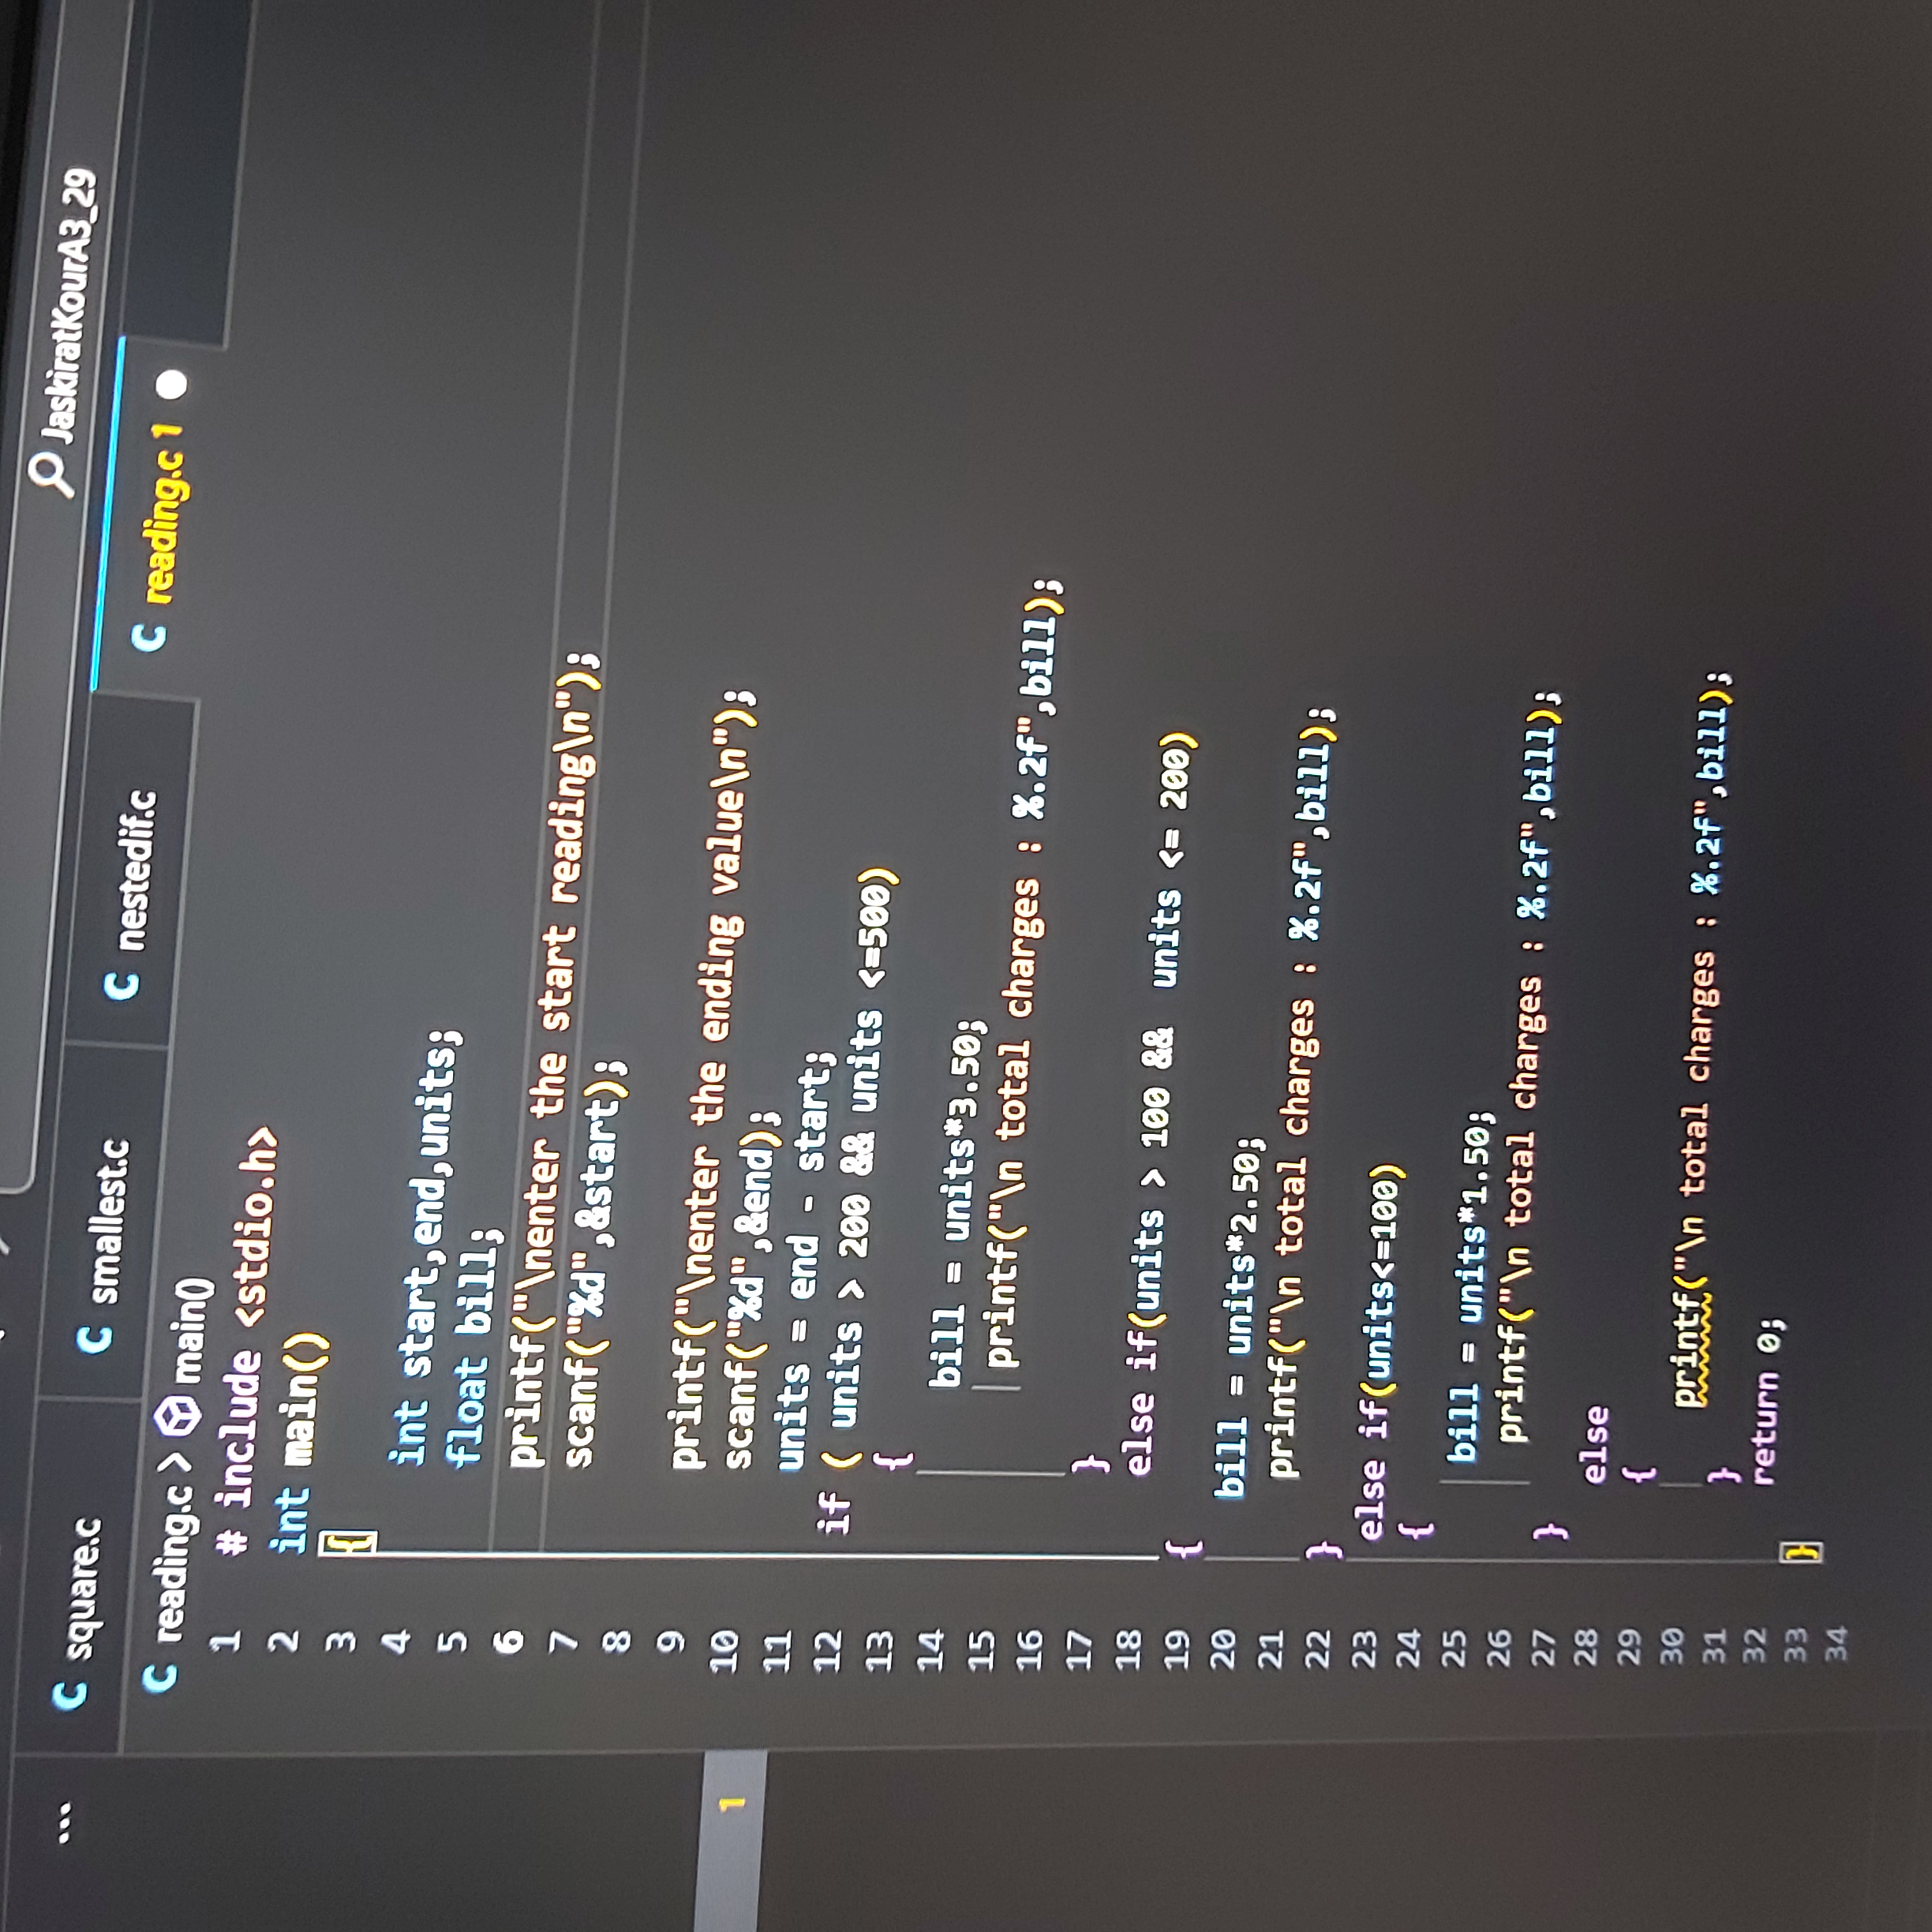 JaskiratKourA3_29
... C square.c C smallest.c C nestedif.c C reading.c 1
C reading.c > main()
1 # include <stdio.h>
2 int main()
3 {
4 int start,end,units;
5 float bill;
6 printf("\nenter the start reading\n");
7 scanf("%d",&start);
8
9 printf("\nenter the ending value\n");
10 scanf("%d",&end);
11 units = end - start;
12 if ( units > 200 && units <=500)
13 {
14 bill = units*3.50;
15 printf("\n total charges : %.2f",bill);
16
17 }
18 else if(units > 100 &&  units <= 200)
19 {
20 bill = units*2.50;
21 printf("\n total charges : %.2f",bill);
22 }
23 else if(units<=100)
24 {
25 bill = units*1.50;
26 printf("\n total charges : %.2f",bill);
27 }
28 else
29 {
30 printf("\n total charges : %.2f",bill);
31 }
32 return 0;
33 }
34
1